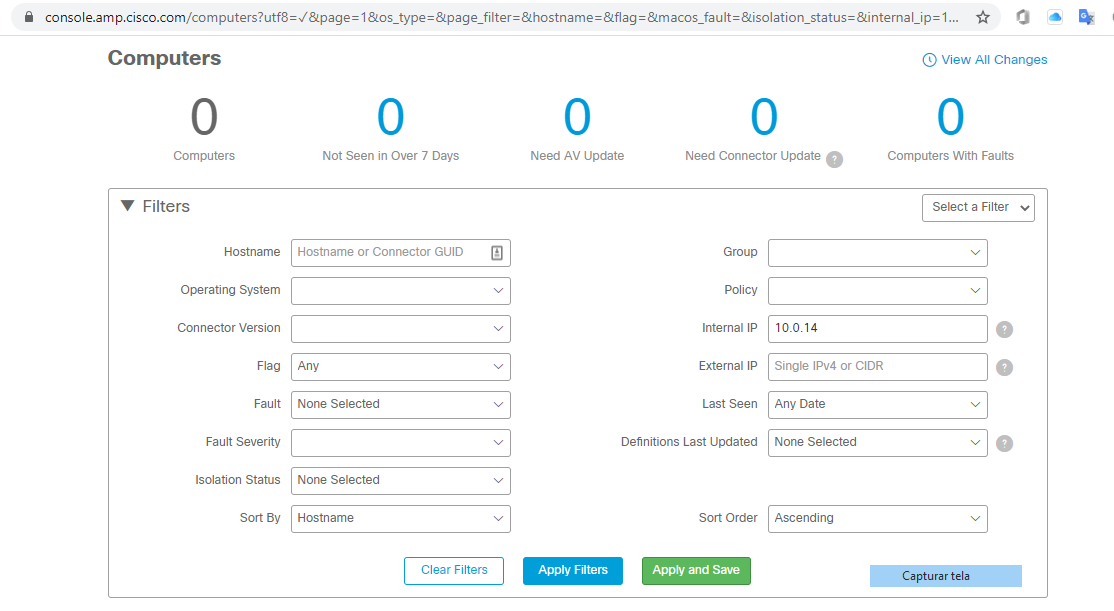 console.amp.cisco.com/computers?utf8=✓&page=1&os_type=&page_filter=&hostname=&flag=&macos_fault=&isolation_status=&internal_ip=1...
Computers
View All Changes
0 0 0 0 0
Computers Not Seen in Over 7 Days Need AV Update Need Connector Update ? Computers With Faults
▼ Filters Select a Filter
Hostname Hostname or Connector GUID Group
Operating System Policy
Connector Version Internal IP 10.0.14 ?
Flag Any External IP Single IPv4 or CIDR ?
Fault None Selected Last Seen Any Date
Fault Severity Definitions Last Updated None Selected ?
Isolation Status None Selected
Sort By Hostname Sort Order Ascending
Clear Filters Apply Filters Apply and Save Capturar tela